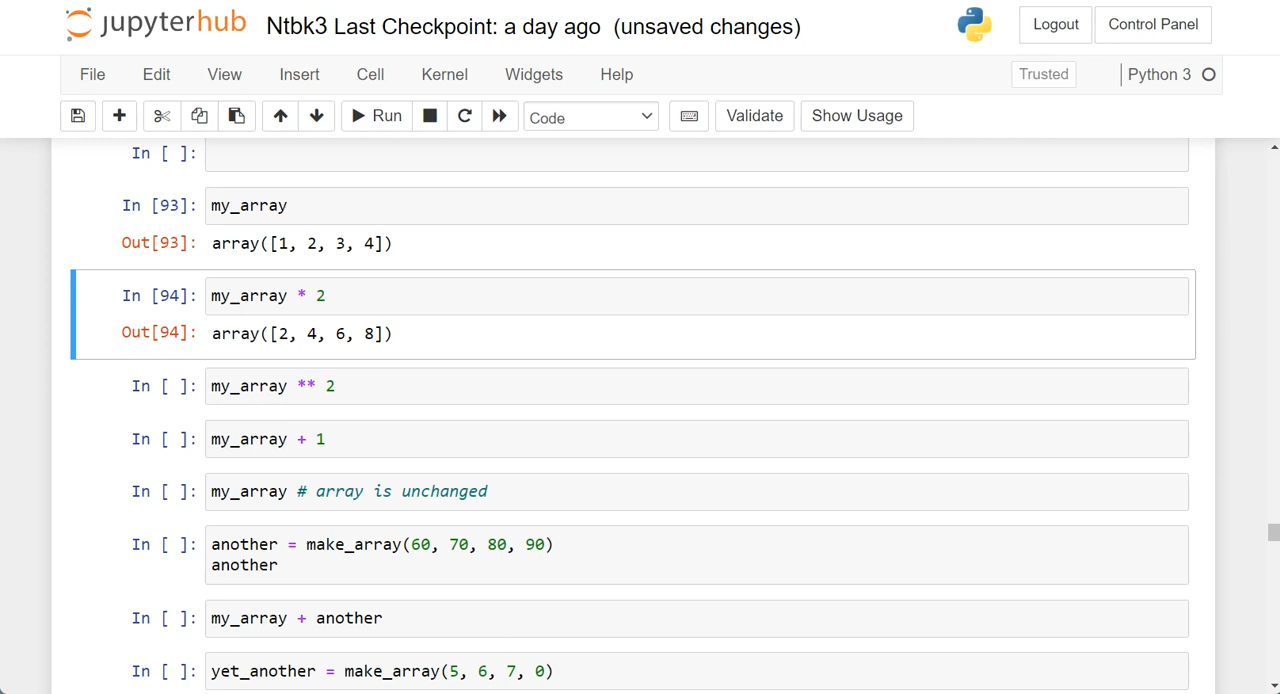 jupyterhub Ntbk3 Last Checkpoint: a day ago (unsaved changes) Logout Control Panel
File Edit View Insert Cell Kernel Widgets Help Trusted Python 3
Run Code Validate Show Usage
In [ ]:
In [93]: my_array
Out[93]: array([1, 2, 3, 4])
In [94]: my_array * 2
Out[94]: array([2, 4, 6, 8])
In [ ]: my_array ** 2
In [ ]: my_array + 1
In [ ]: my_array # array is unchanged
In [ ]: another = make_array(60, 70, 80, 90)
another
In [ ]: my_array + another
In [ ]: yet_another = make_array(5, 6, 7, 0)